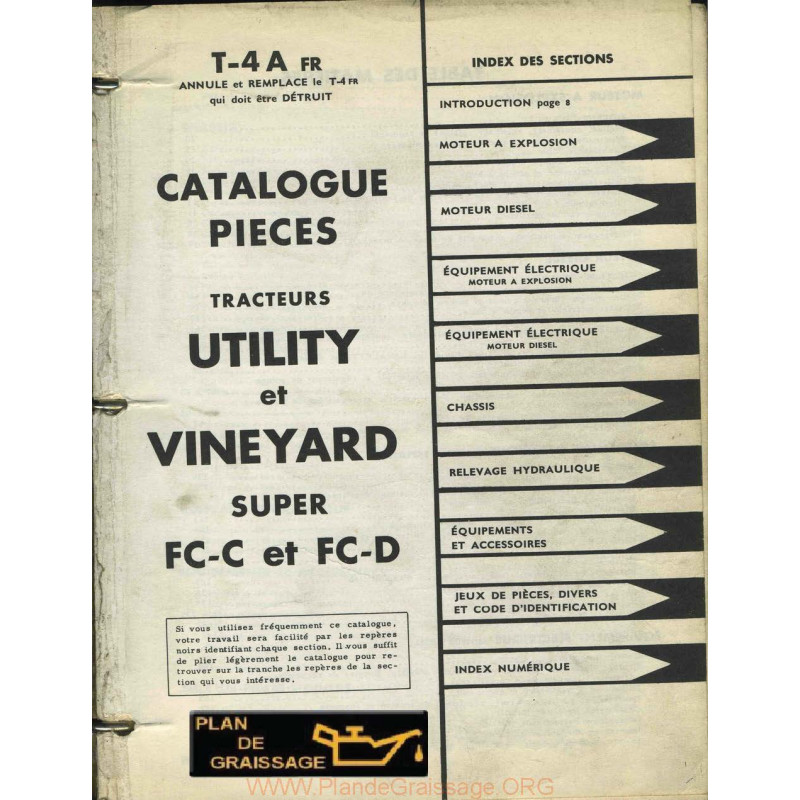 T-4 A FR
ANNULE et REMPLACE le T-4 FR
qui doit être DÉTRUIT
CATALOGUE
PIECES
TRACTEURS
UTILITY
et
VINEYARD
SUPER
FC-C et FC-D
Si vous utilisez fréquemment ce catalogue,
votre travail sera facilité par les repères
noirs identifiant chaque section. Il vous suffit
de plier légèrement le catalogue pour re-
trouver sur la tranche les repères de la sec-
tion qui vous intéresse.
INDEX DES SECTIONS
INTRODUCTION page 8
MOTEUR A EXPLOSION
MOTEUR DIESEL
ÉQUIPEMENT ÉLECTRIQUE
MOTEUR A EXPLOSION
ÉQUIPEMENT ÉLECTRIQUE
MOTEUR DIESEL
CHASSIS
RELEVAGE HYDRAULIQUE
ÉQUIPEMENTS
ET ACCESSOIRES
JEUX DE PIÈCES, DIVERS
ET CODE D'IDENTIFICATION
INDEX NUMÉRIQUE
PLAN
DE
GRAISSAGE
WWW.PlandeGraissage.ORG